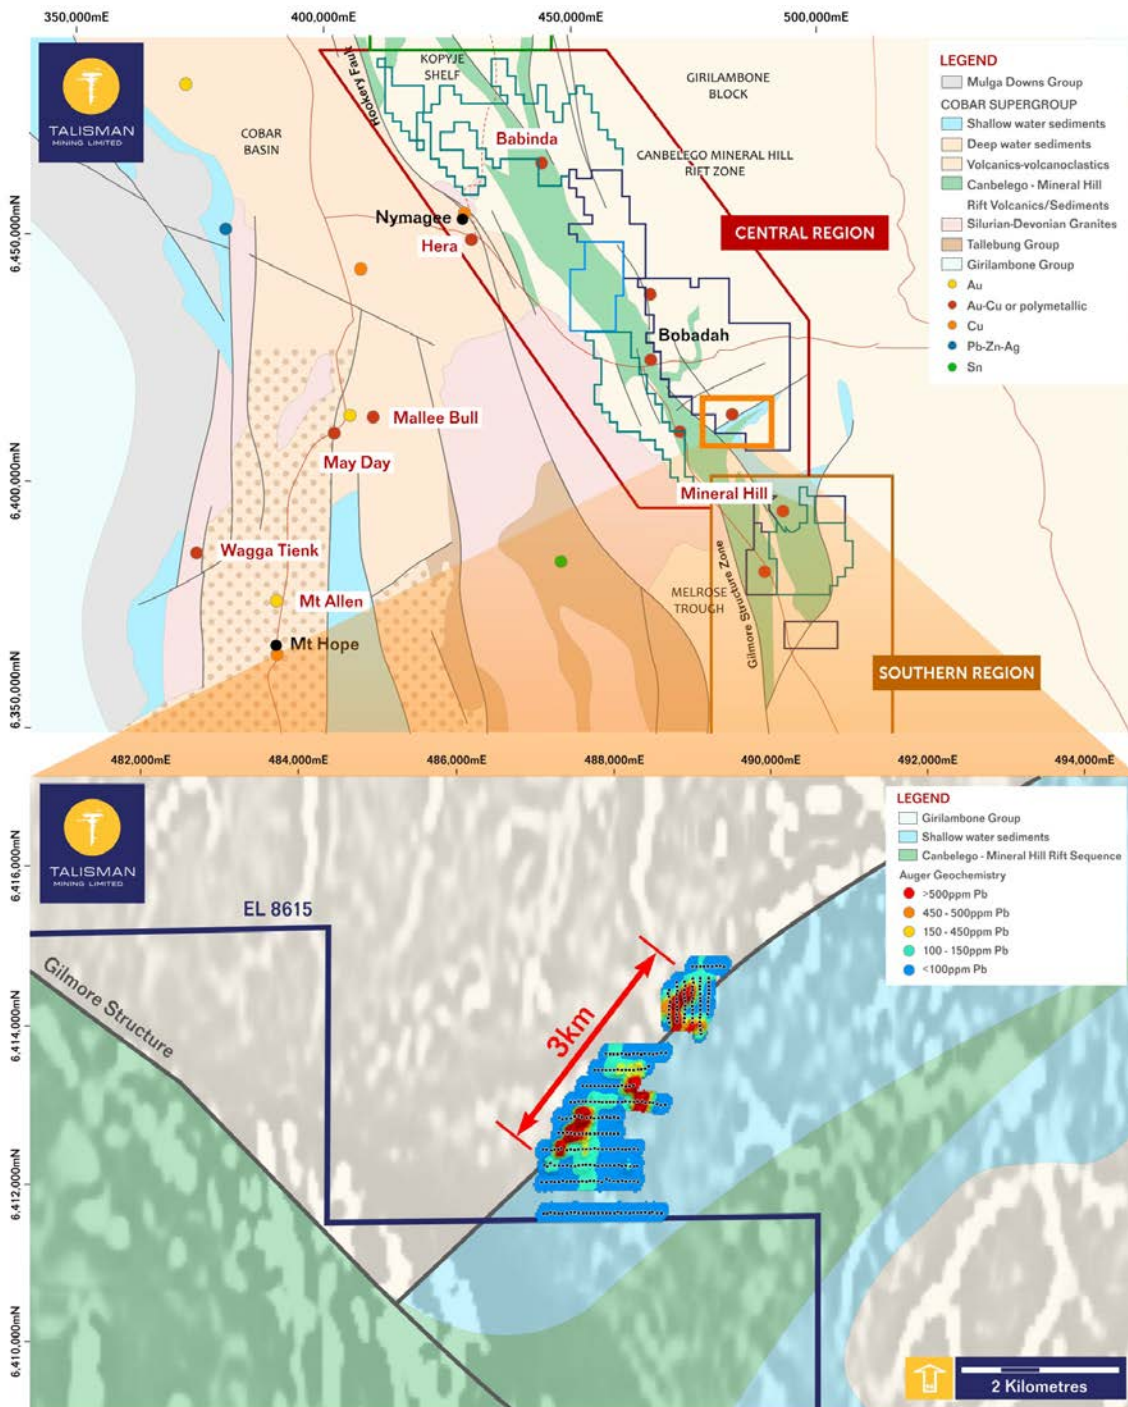 350,000mE
400,000mE
450,000mE
500,000mE
TALISMAN
MINING LIMITED
Rookery Fault
KOPYJE
SHELF
GIRILAMBONE
BLOCK
COBAR
BASIN
Babinda
CANBELEGO MINERAL HILL
RIFT ZONE
Nymagee
Hera
CENTRAL REGION
Bobadah
Mallee Bull
May Day
Mineral Hill
Wagga Tienk
Mt Allen
Mt Hope
MELROSE
TROUGH
Gilmore Structure Zone
SOUTHERN REGION
6,450,000mN
6,400,000mN
6,350,000mN
LEGEND
Mulga Downs Group
COBAR SUPERGROUP
Shallow water sediments
Deep water sediments
Volcanics-volcanoclastics
Canbelego - Mineral Hill
Rift Volcanics/Sediments
Silurian-Devonian Granites
Tallebung Group
Girilambone Group
Au
Au-Cu or polymetallic
Cu
Pb-Zn-Ag
Sn
482,000mE
484,000mE
486,000mE
488,000mE
490,000mE
492,000mE
494,000mE
TALISMAN
MINING LIMITED
EL 8615
Gilmore Structure
3km
6,416,000mN
6,414,000mN
6,412,000mN
6,410,000mN
LEGEND
Girilambone Group
Shallow water sediments
Canbelego - Mineral Hill Rift Sequence
Auger Geochemistry
>500ppm Pb
450 - 500ppm Pb
150 - 450ppm Pb
100 - 150ppm Pb
<100ppm Pb
2 Kilometres